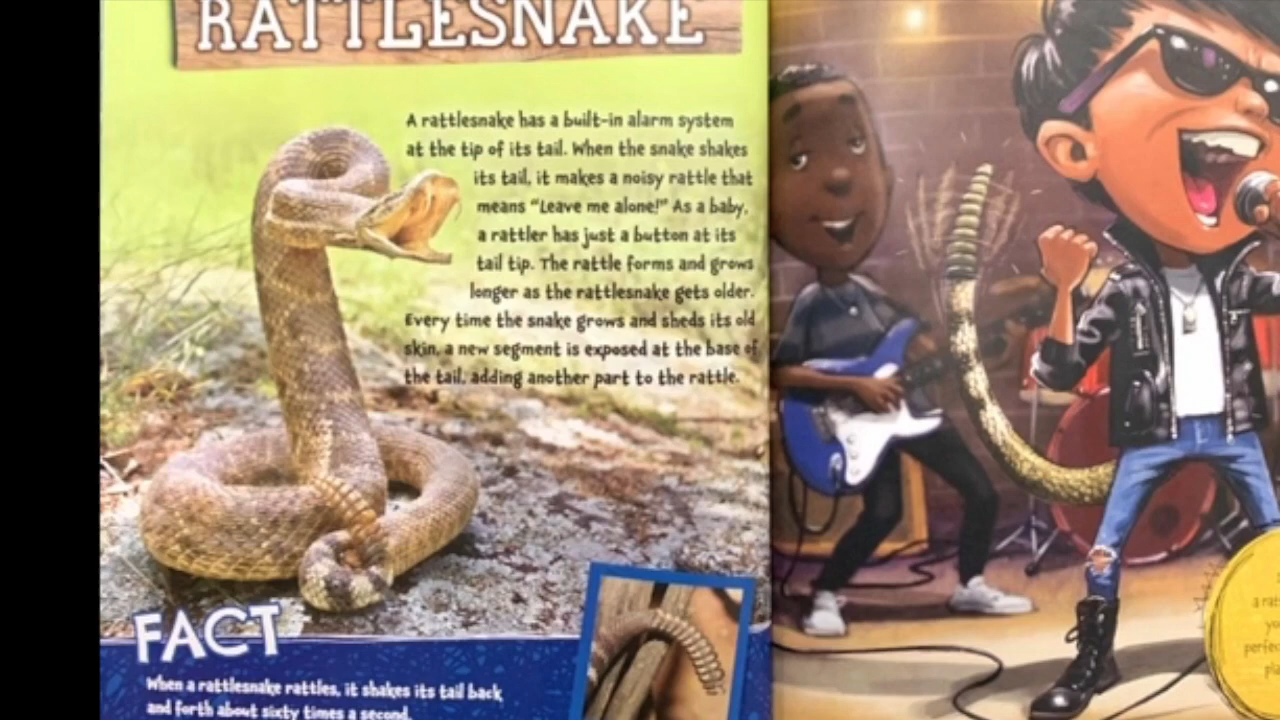 RATTLESNAKE
A rattlesnake has a built-in alarm system
at the tip of its tail. When the snake shakes
its tail, it makes a noisy rattle that
means “Leave me alone!” As a baby,
a rattler has just a button at its
tail tip. The rattle forms and grows
longer as the rattlesnake gets older.
Every time the snake grows and sheds its old
skin, a new segment is exposed at the base of
the tail, adding another part to the rattle.
FACT
When a rattlesnake rattles, it shakes its tail back
and forth about sixty times a second.